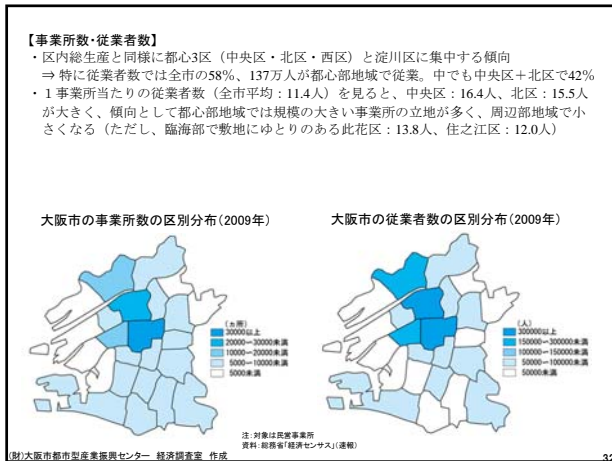 【事業所数・従業者数】
・区内総生産と同様に都心3区（中央区・北区・西区）と淀川区に集中する傾向
⇒ 特に従業者数では全市の58%、137万人が都心部地域で従業。中でも中央区＋北区で42%
・１事業所当たりの従業者数（全市平均：11.4人）を見ると、中央区：16.4人、北区：15.5人
が大きく、傾向として都心部地域では規模の大きい事業所の立地が多く、周辺部地域で小
さくなる（ただし、臨海部で敷地にゆとりのある此花区：13.8人、住之江区：12.0人）
大阪市の事業所数の区別分布(2009年)
大阪市の従業者数の区別分布(2009年)
(ヵ所)
30000以上
20000～30000未満
10000～20000未満
5000～10000未満
5000未満
(人)
300000以上
150000～300000未満
100000～150000未満
50000～100000未満
50000未満
注：対象は民営事業所
資料：総務省「経済センサス」（速報）
(財)大阪市都市型産業振興センター 経済調査室 作成
32